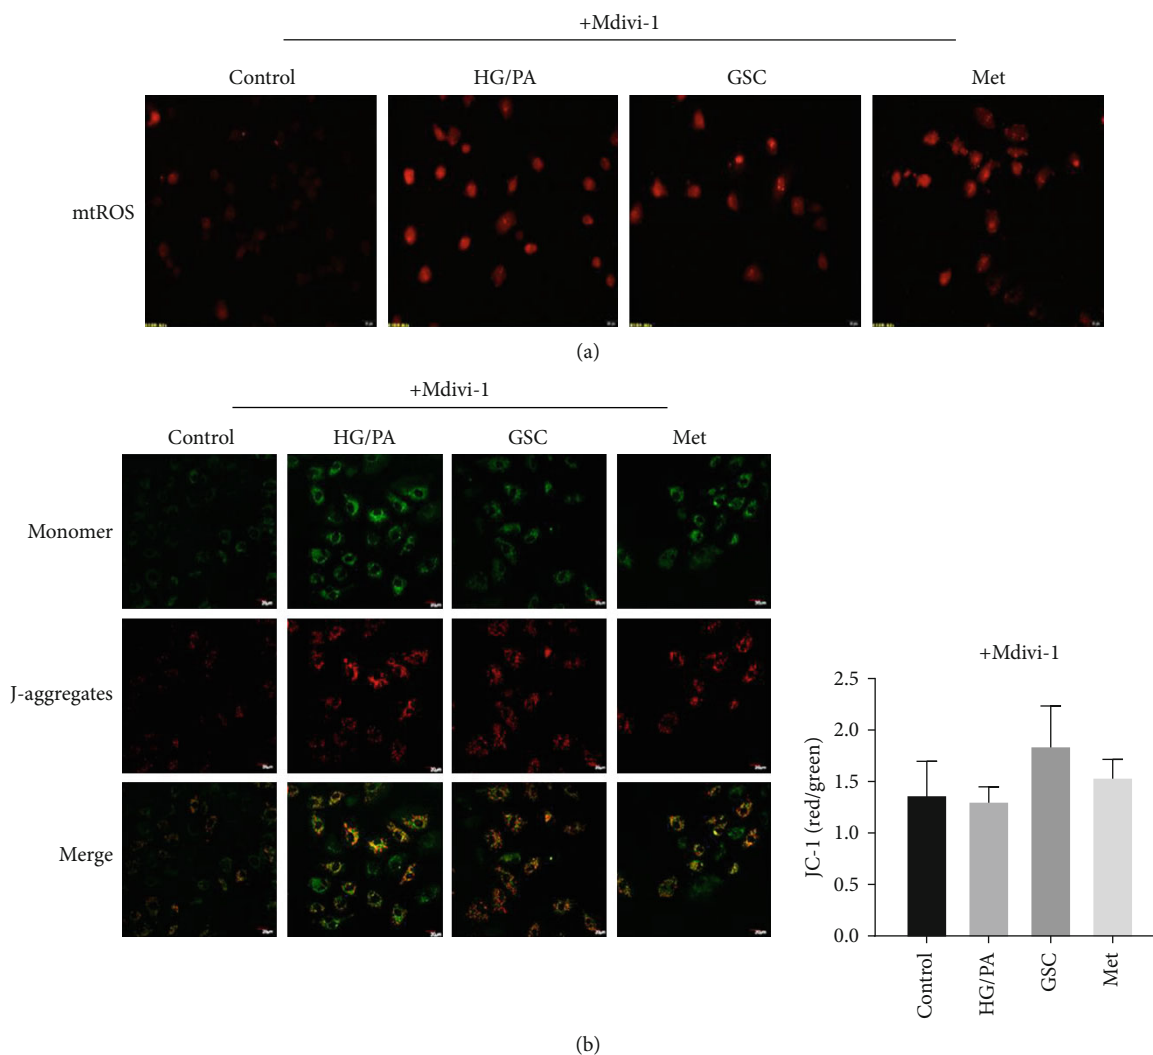 +Mdivi-1
Control HG/PA GSC Met
mtROS
(a)
+Mdivi-1
Control HG/PA GSC Met
Monomer
J-aggregates
Merge
+Mdivi-1
2.5
2.0
1.5
1.0
0.5
0.0
JC-1 (red/green)
Control
HG/PA
GSC
Met
(b)